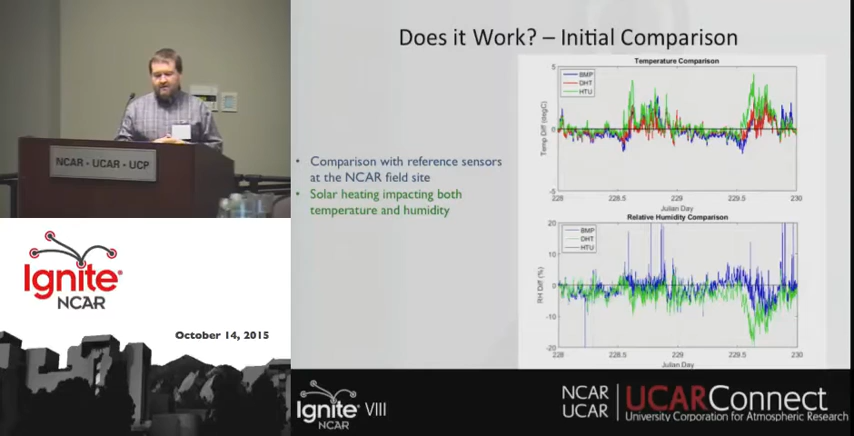 Does it Work? – Initial Comparison
NCAR - UCAR - UCP
• Comparison with reference sensors
at the NCAR field site
• Solar heating impacting both
temperature and humidity
Temperature Comparison
BMP
DHT
HTU
Temp Diff (degC)
5
0
-5
228
228.5
229
229.5
230
Julian Day
Relative Humidity Comparison
BMP
DHT
HTU
RH Diff (%)
20
10
0
-10
-20
228
228.5
229
229.5
230
Julian Day
Ignite®
NCAR
October 14, 2015
Ignite® VIII
NCAR
NCAR
UCAR
UCARConnect
University Corporation for Atmospheric Research